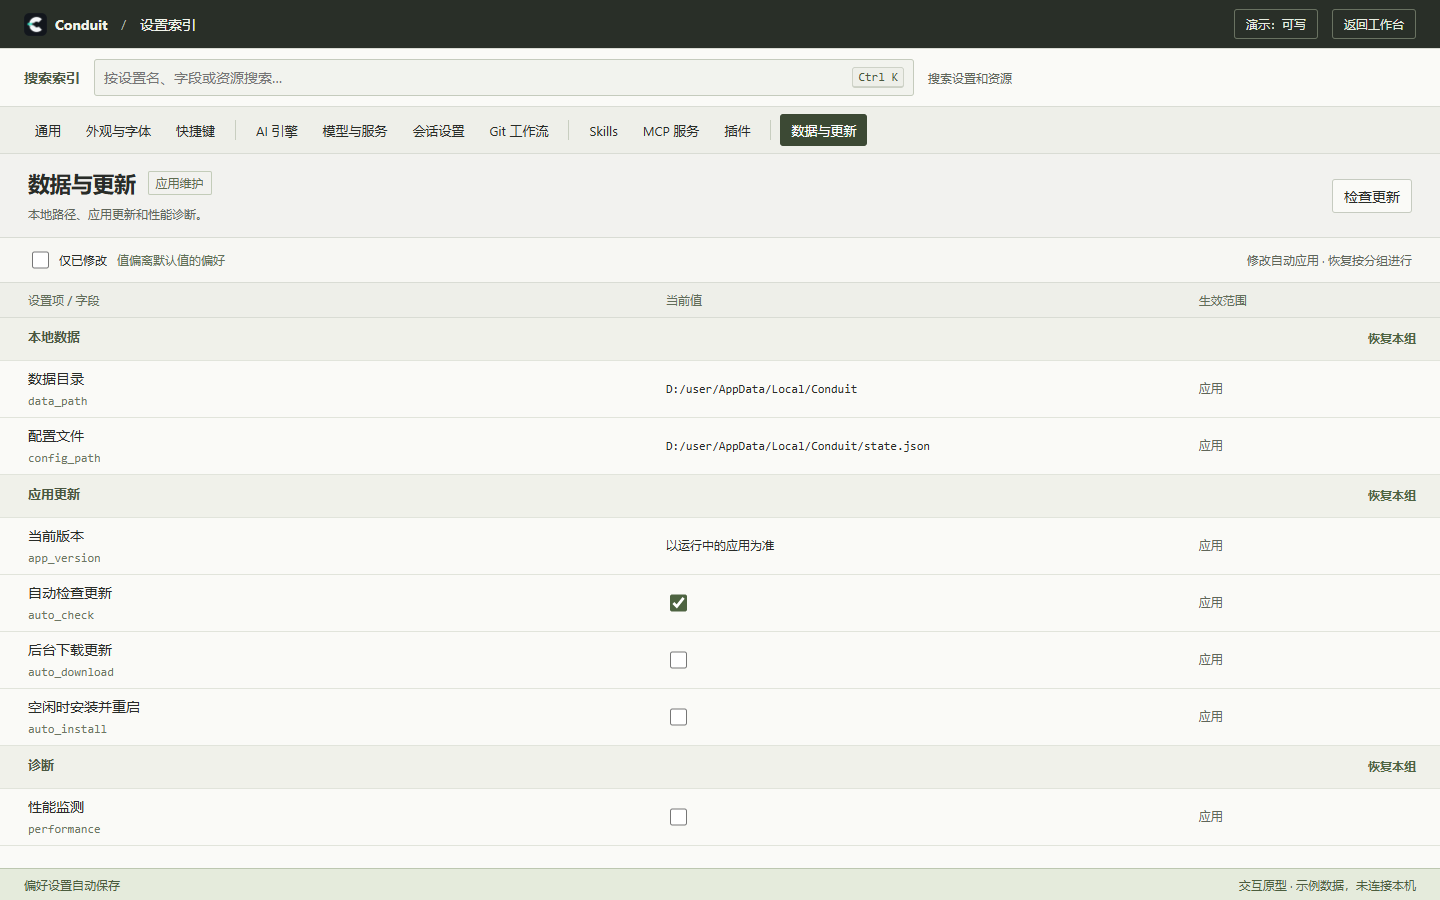 Conduit / 设置索引
演示：可写
返回工作台
搜索索引
按设置名、字段或资源搜索...
Ctrl K
搜索设置和资源
通用 外观与字体 快捷键 AI 引擎 模型与服务 会话设置 Git 工作流 Skills MCP 服务 插件 数据与更新
数据与更新 应用维护
本地路径、应用更新和性能诊断。
检查更新
仅已修改 值偏离默认值的偏好
修改自动应用 · 恢复按分组进行
设置项 / 字段 当前值 生效范围
本地数据 恢复本组
数据目录
data_path
D:/user/AppData/Local/Conduit
应用
配置文件
config_path
D:/user/AppData/Local/Conduit/state.json
应用
应用更新 恢复本组
当前版本
app_version
以运行中的应用为准
应用
自动检查更新
auto_check
应用
后台下载更新
auto_download
应用
空闲时安装并重启
auto_install
应用
诊断 恢复本组
性能监测
performance
应用
偏好设置自动保存
交互原型 · 示例数据，未连接本机